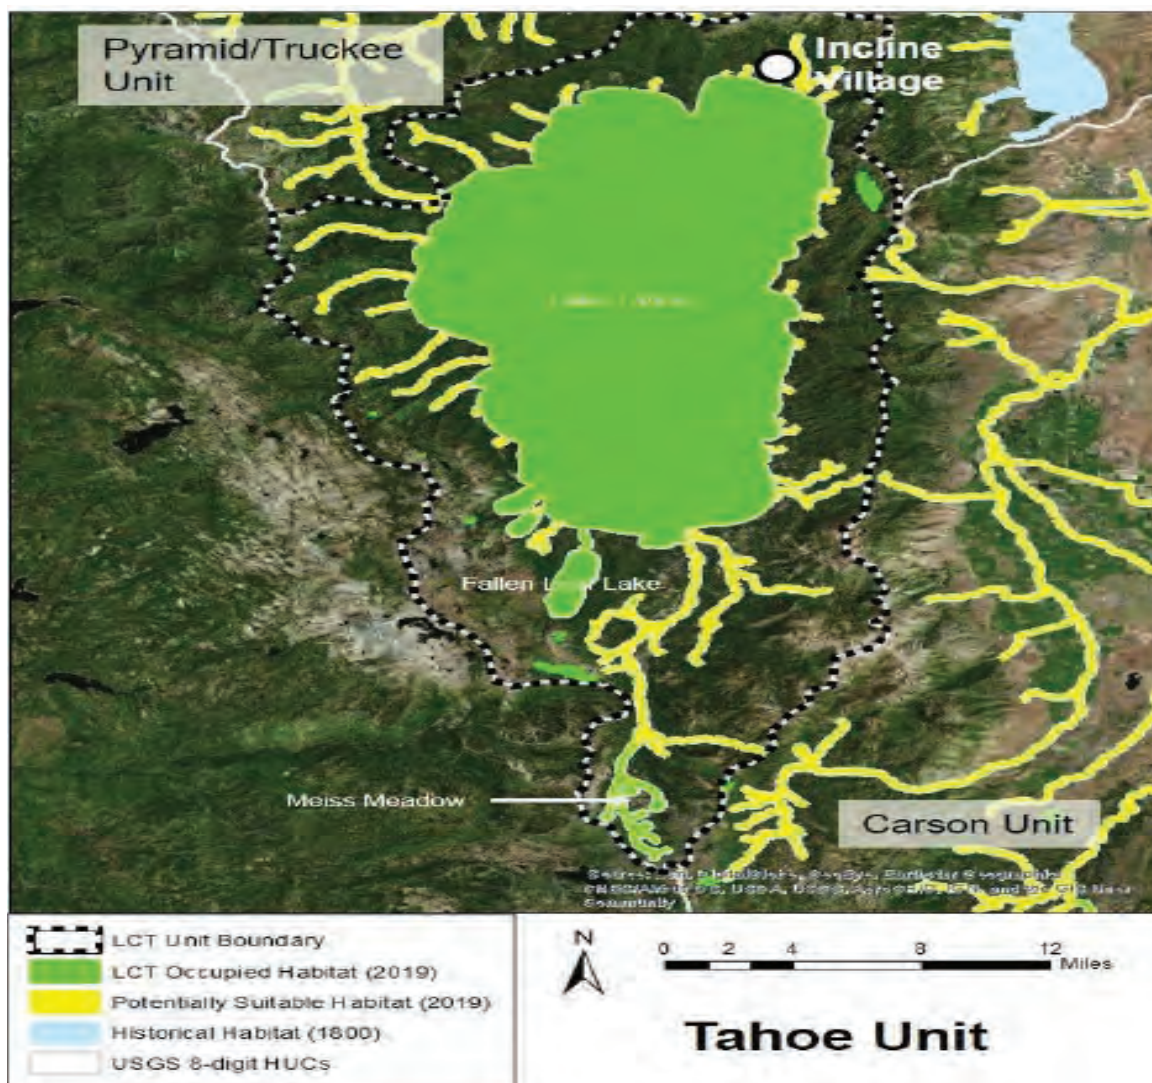 Pyramid/Truckee
Unit
Incline
Village
Fallen Lake
Meiss Meadow
Carson Unit
LCT Unit Boundary
LCT Occupied Habitat (2019)
Potentially Suitable Habitat (2019)
Historical Habitat (1800)
USGS 8-digit HUCs
N
0 2 4 8 12
Miles
Tahoe Unit